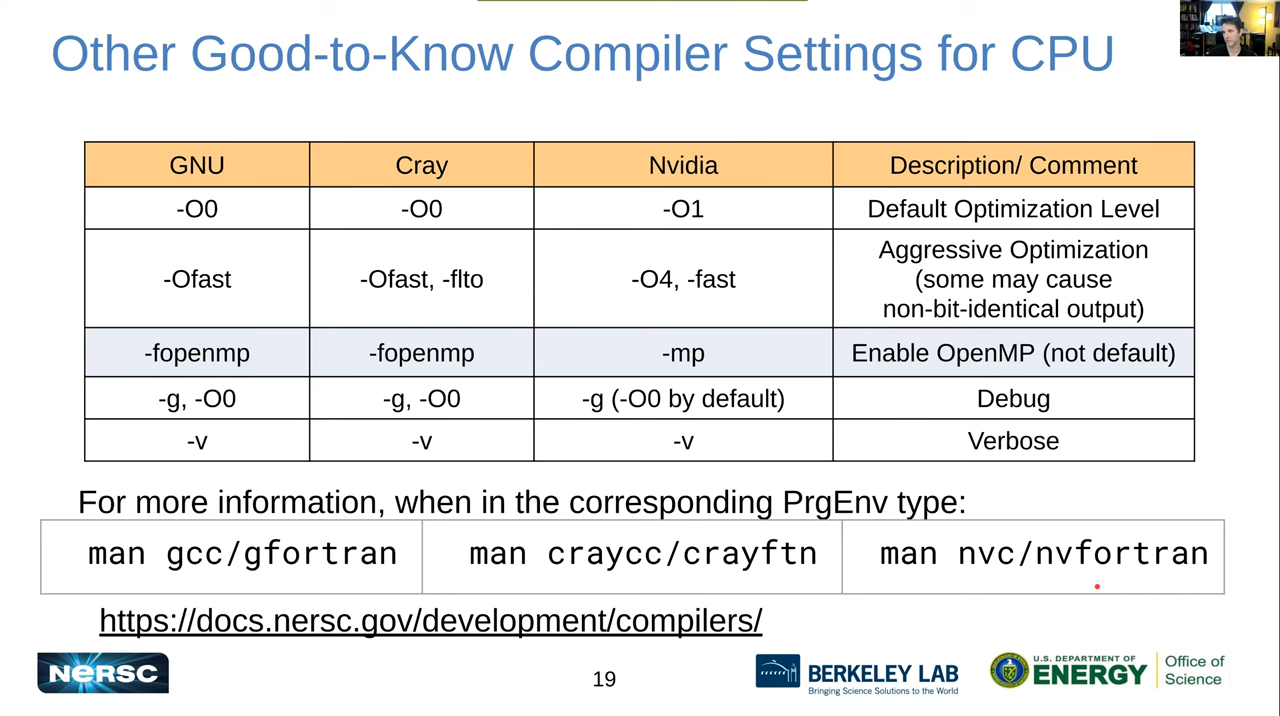 Other Good-to-Know Compiler Settings for CPU
GNU Cray Nvidia Description/ Comment
-O0 -O0 -O1 Default Optimization Level
-Ofast -Ofast, -flto -O4, -fast Aggressive Optimization
(some may cause
non-bit-identical output)
-fopenmp -fopenmp -mp Enable OpenMP (not default)
-g, -O0 -g, -O0 -g (-O0 by default) Debug
-v -v -v Verbose
For more information, when in the corresponding PrgEnv type:
man gcc/gfortran man craycc/crayftn man nvc/nvfortran
https://docs.nersc.gov/development/compilers/
NERSC
19
BERKELEY LAB
Bringing Science Solutions to the World
U.S. DEPARTMENT OF
ENERGY
Office of
Science